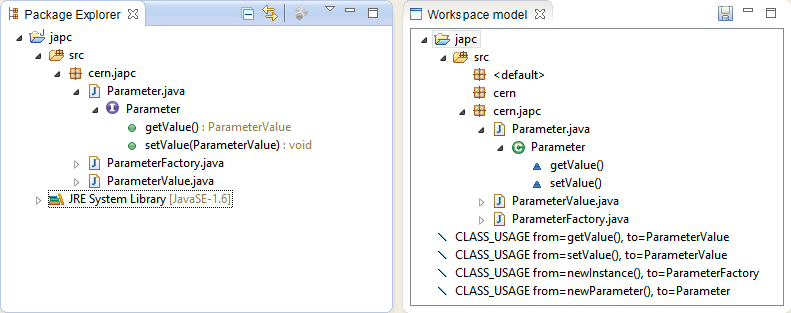 Package Explorer
japc
src
cern.japc
Parameter.java
Parameter
getValue() : ParameterValue
setValue(ParameterValue) : void
ParameterFactory.java
ParameterValue.java
JRE System Library [JavaSE-1.6]
Workspace model
japc
src
<default>
cern
cern.japc
Parameter.java
Parameter
getValue()
setValue()
ParameterValue.java
ParameterFactory.java
CLASS_USAGE from=getValue(), to=ParameterValue
CLASS_USAGE from=setValue(), to=ParameterValue
CLASS_USAGE from=newInstance(), to=ParameterFactory
CLASS_USAGE from=newParameter(), to=Parameter